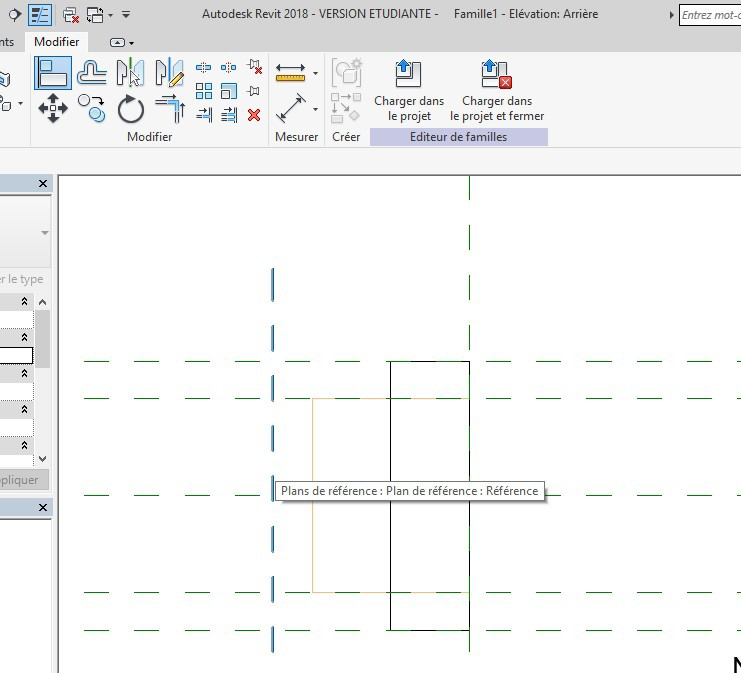 Autodesk Revit 2018 - VERSION ETUDIANTE - Famille1 - Elévation: Arrière
Entrez mot-c
nts Modifier
Charger dans
le projet
Charger dans
le projet et fermer
Modifier Mesurer Créer Editeur de familles
er le type
pliquer
Plans de référence : Plan de référence : Référence
N